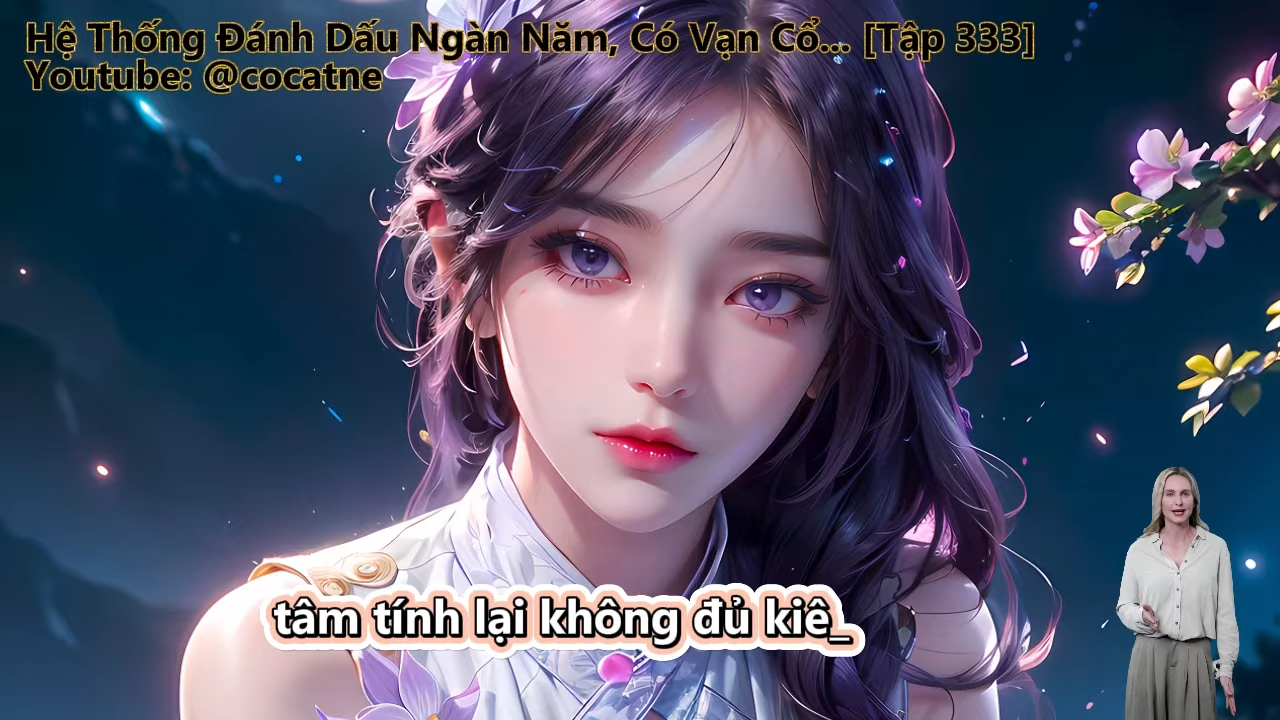 Hệ Thống Đánh Dấu Ngàn Năm, Có Vạn Cổ... [Tập 333]
Youtube: @cocatne
tâm tính lại không đủ kiê_